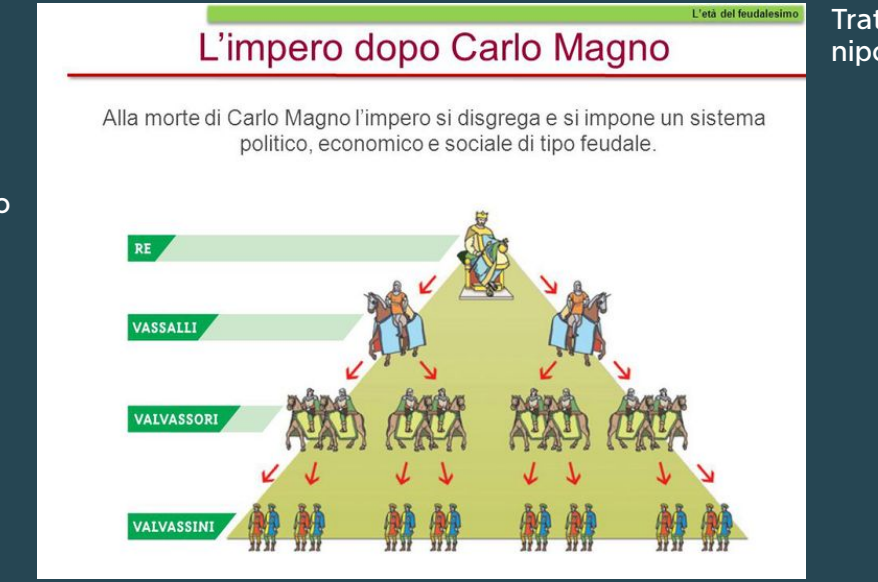 L'età del feudalesimo
L'impero dopo Carlo Magno
Alla morte di Carlo Magno l'impero si disgrega e si impone un sistema
politico, economico e sociale di tipo feudale.
RE
VASSALLI
VALVASSORI
VALVASSINI